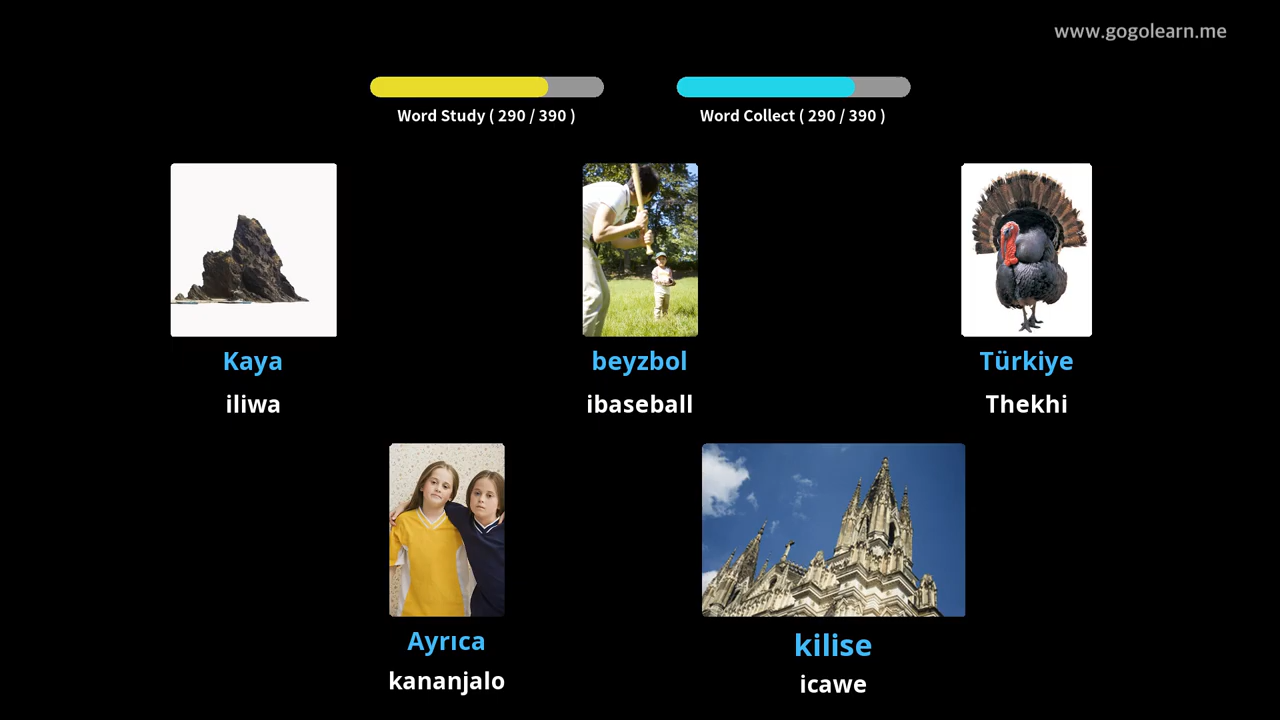 www.gogolearn.me
Word Study ( 290 / 390 )
Word Collect ( 290 / 390 )
Kaya
iliwa
beyzbol
ibaseball
Türkiye
Thekhi
Ayrıca
kananjalo
kilise
icawe